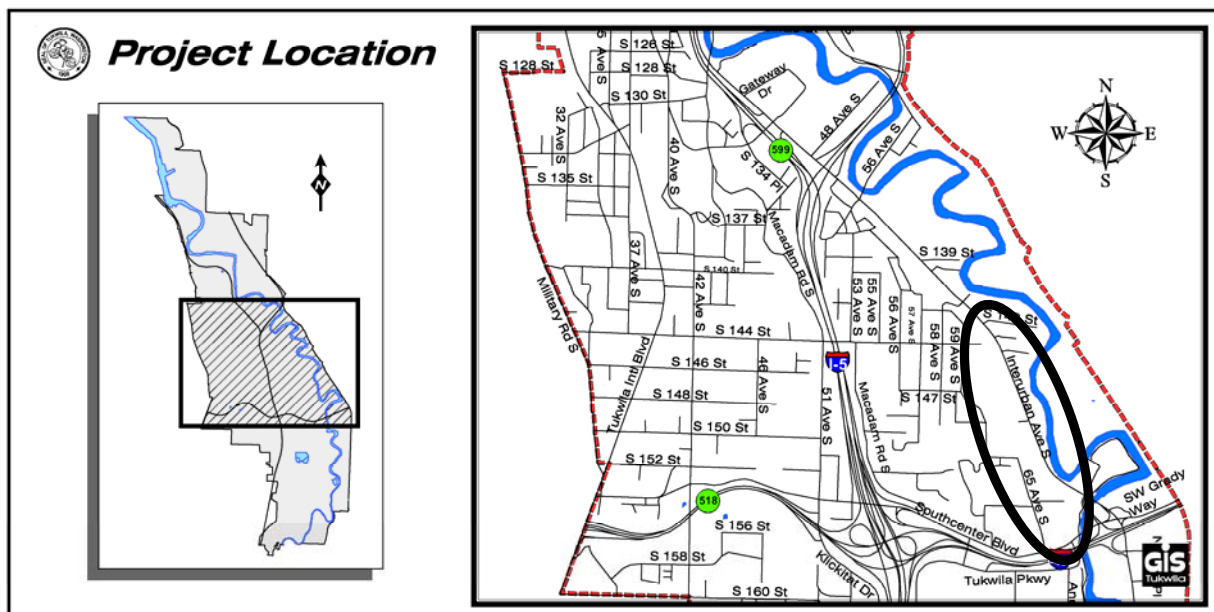 SEAL OF TUKWILA, WASHINGTON
1908
Project Location
N
S 126 St
S 128 St
S 128 St
Gateway Dr
S 130 St
48 Ave S
32 Ave S
40 Ave S
56 Ave S
599
S 134 Pl
S 135 St
S 137 St
Macadam Rd S
37 Ave S
S 139 St
S 140 St
Military Rd S
42 Ave S
53 Ave S
55 Ave S
56 Ave S
57 Ave S
58 Ave S
59 Ave S
S 144 St
Interurban Ave S
Tukwila Intl Blvd
S 146 St
46 Ave S
I-5
Macadam Rd S
S 147 St
S 148 St
51 Ave S
S 150 St
S 152 St
65 Ave S
SW Grady Way
518
Southcenter Blvd
S 156 St
S 158 St
Klickitat Dr
Tukwila Pkwy
S 160 St
N
W
E
S
GIS
Tukwila